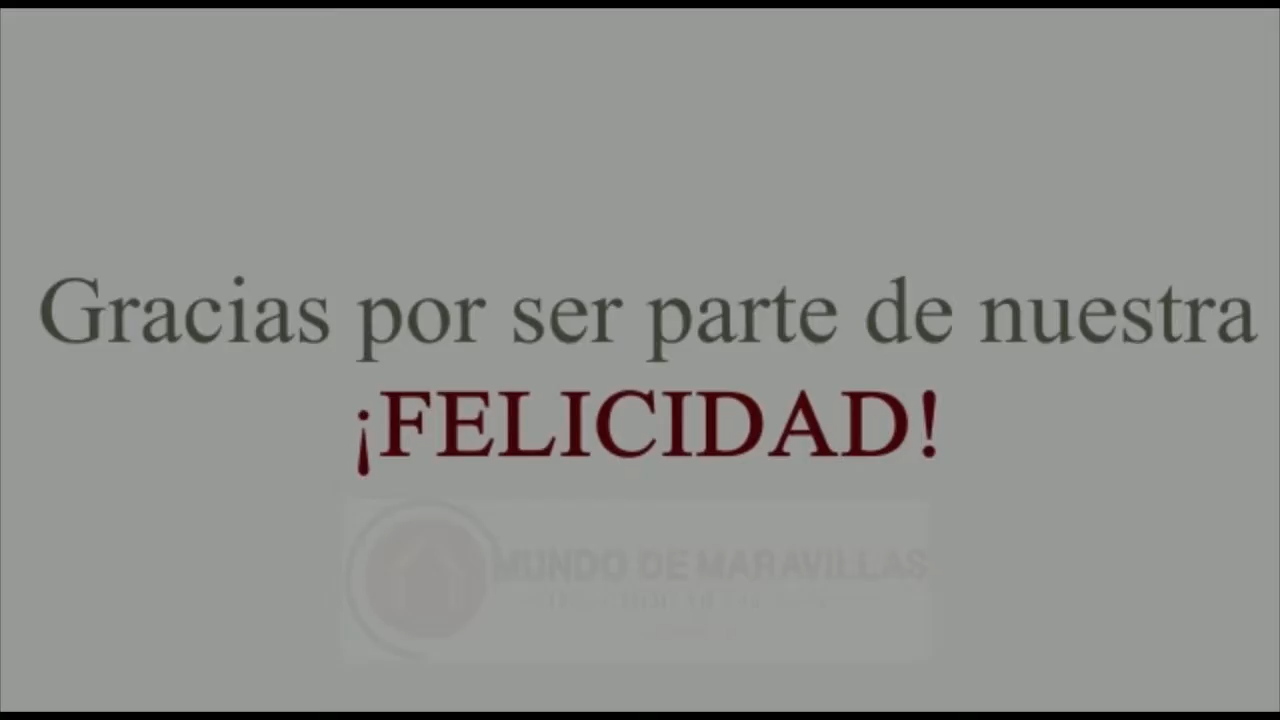 Gracias por ser parte de nuestra
¡FELICIDAD!
MUNDO DE MARAVILLAS